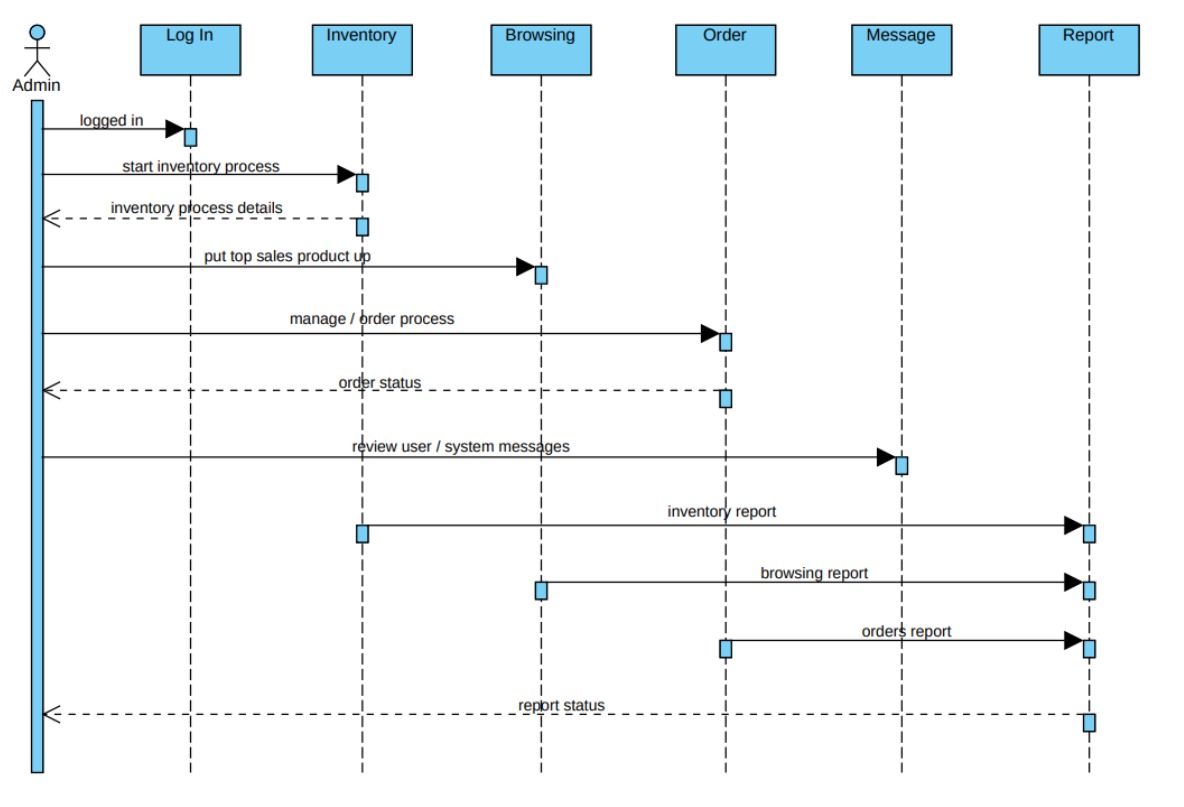 Log In
Inventory
Browsing
Order
Message
Report
Admin
logged in
start inventory process
inventory process details
put top sales product up
manage / order process
order status
review user / system messages
inventory report
browsing report
orders report
report status